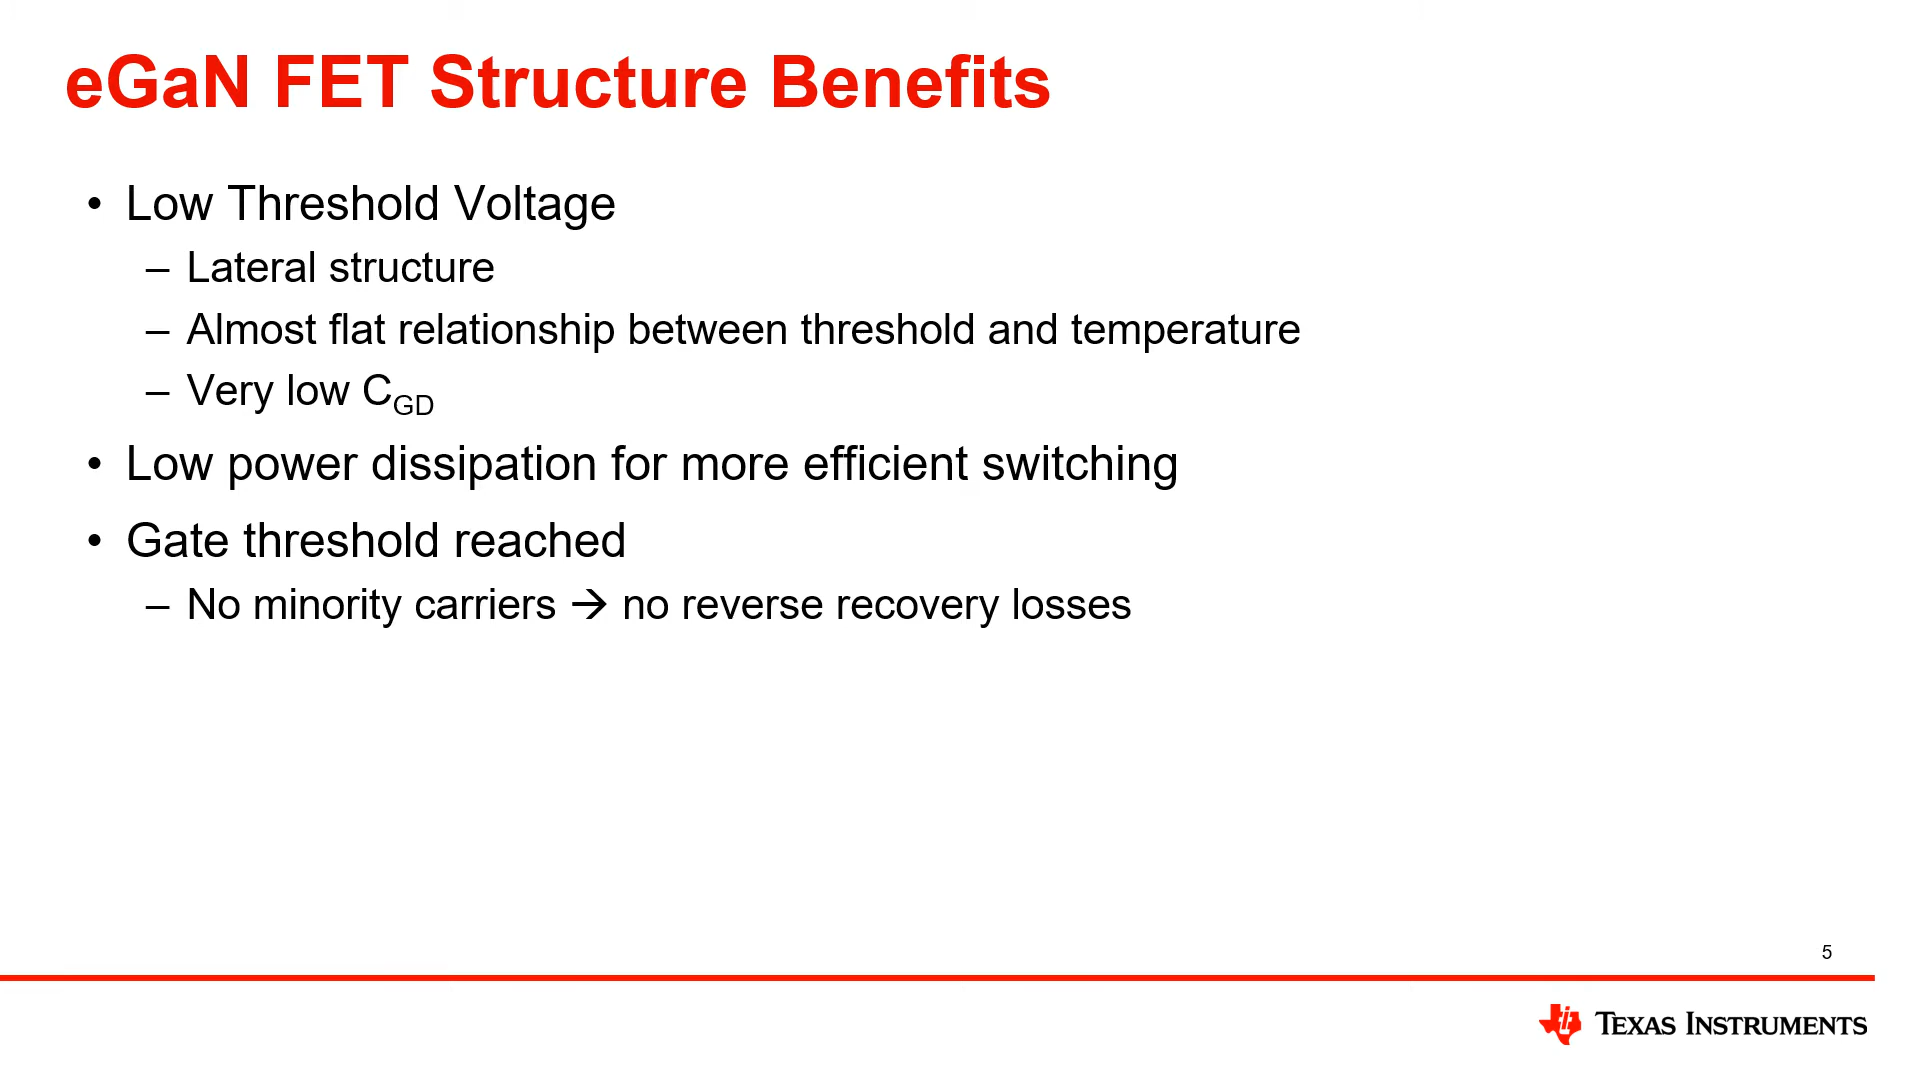 eGaN FET Structure Benefits
• Low Threshold Voltage
– Lateral structure
– Almost flat relationship between threshold and temperature
– Very low CGD
• Low power dissipation for more efficient switching
• Gate threshold reached
– No minority carriers → no reverse recovery losses
5
TEXAS INSTRUMENTS